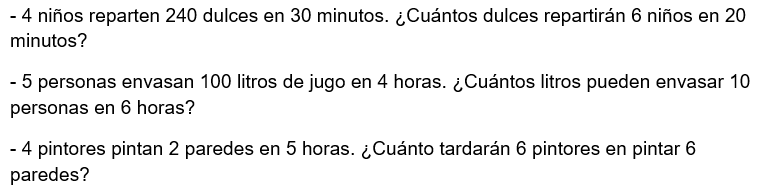 - 4 niños reparten 240 dulces en 30 minutos. ¿Cuántos dulces repartirán 6 niños en 20
minutos?
- 5 personas envasan 100 litros de jugo en 4 horas. ¿Cuántos litros pueden envasar 10
personas en 6 horas?
- 4 pintores pintan 2 paredes en 5 horas. ¿Cuánto tardarán 6 pintores en pintar 6
paredes?